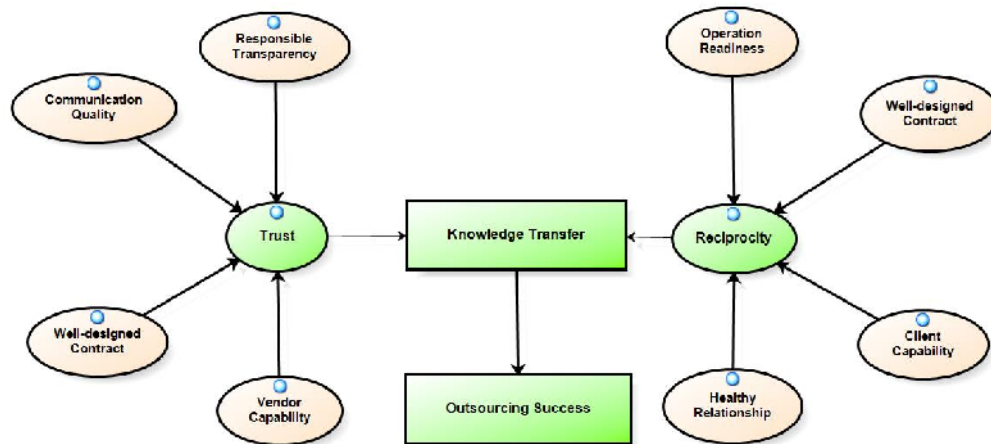 Responsible
Transparency
Operation
Readiness
Communication
Quality
Well-designed
Contract
Trust
Knowledge Transfer
Reciprocity
Well-designed
Contract
Client
Capability
Vendor
Capability
Outsourcing Success
Healthy
Relationship